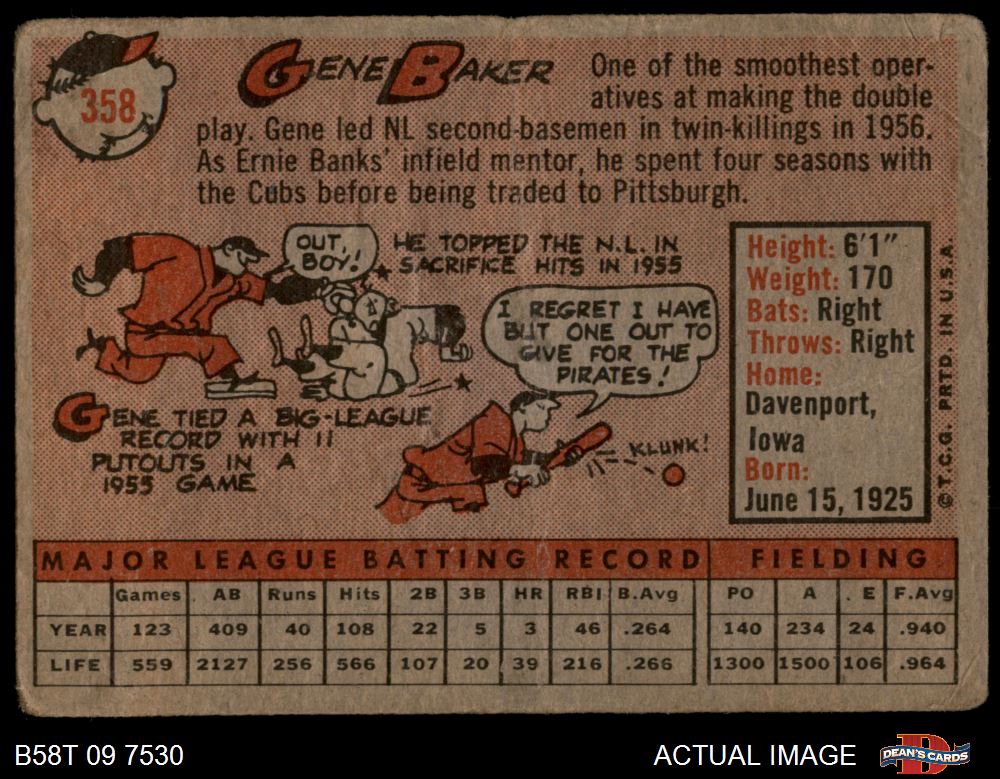 358
GENE BAKER
One of the smoothest oper-
atives at making the double
play. Gene led NL second-basemen in twin-killings in 1956.
As Ernie Banks' infield mentor, he spent four seasons with
the Cubs before being traded to Pittsburgh.
OUT,
BOY!
HE TOPPED THE N.L. IN
SACRIFICE HITS IN 1955
I REGRET I HAVE
BUT ONE OUT TO
GIVE FOR THE
PIRATES!
GENE TIED A BIG-LEAGUE
RECORD WITH 11
PUTOUTS IN A
1955 GAME
KLUNK!
Height: 6'1"
Weight: 170
Bats: Right
Throws: Right
Home:
Davenport,
Iowa
Born:
June 15, 1925
© T.C.G. PRTD. IN U.S.A.
MAJOR LEAGUE BATTING RECORD FIELDING
Games AB Runs Hits 2B 3B HR RBI B.Avg PO A E F.Avg
YEAR 123 409 40 108 22 5 3 46 .264 140 234 24 .940
LIFE 559 2127 256 566 107 20 39 216 .266 1300 1500 106 .964
B58T 09 7530
ACTUAL IMAGE
DEAN'S CARDS